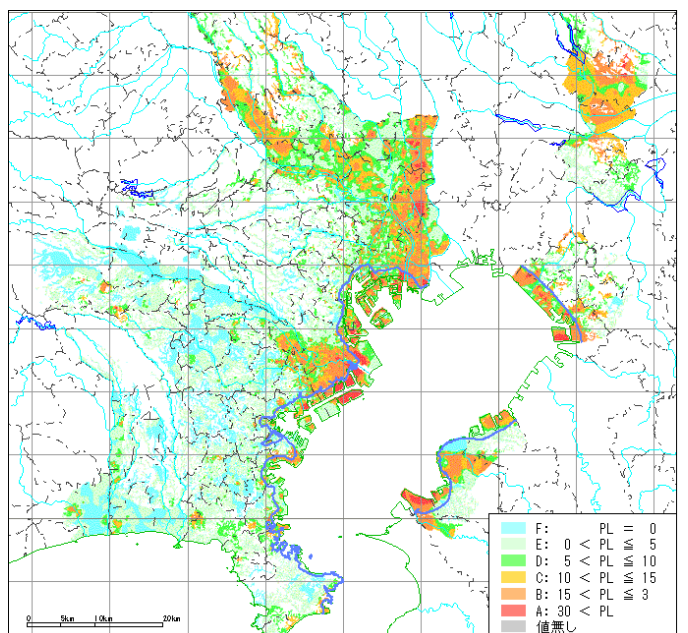 F: PL = 0
E: 0 < PL ≦ 5
D: 5 < PL ≦ 10
C: 10 < PL ≦ 15
B: 15 < PL ≦ 3
A: 30 < PL
値無し
0 5km 10km 20km